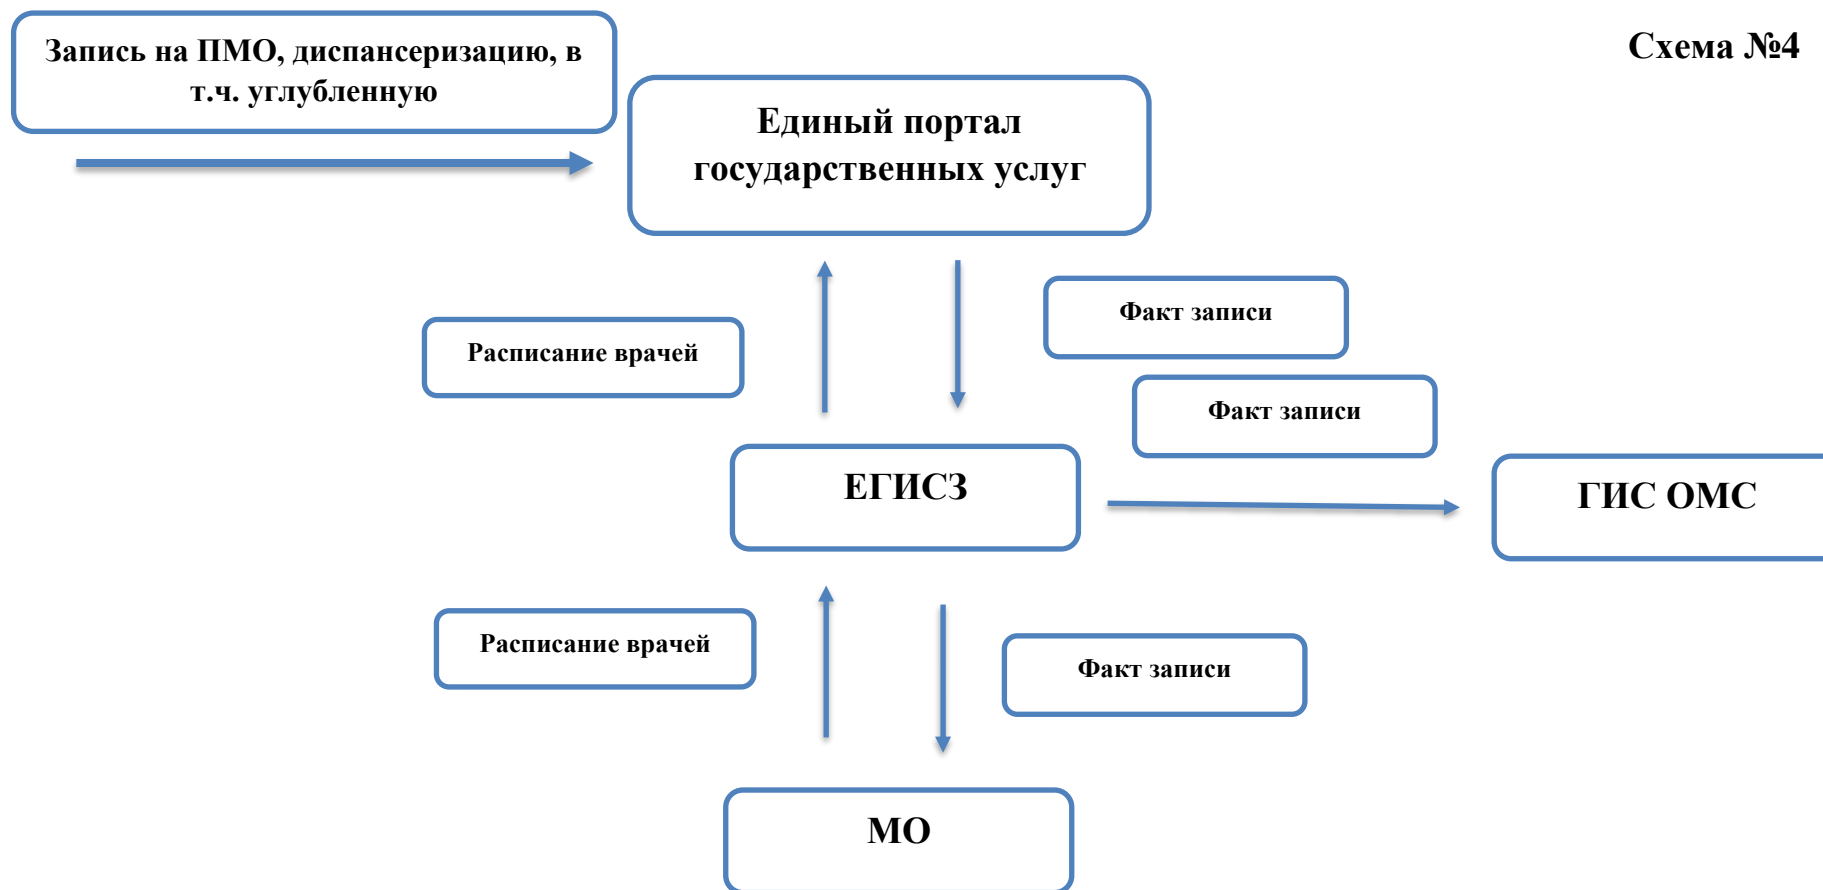 Схема №4
Запись на ПМО, диспансеризацию, в
т.ч. углубленную
Единый портал
государственных услуг
Факт записи
Расписание врачей
Факт записи
ЕГИСЗ
ГИС ОМС
Расписание врачей
Факт записи
МО